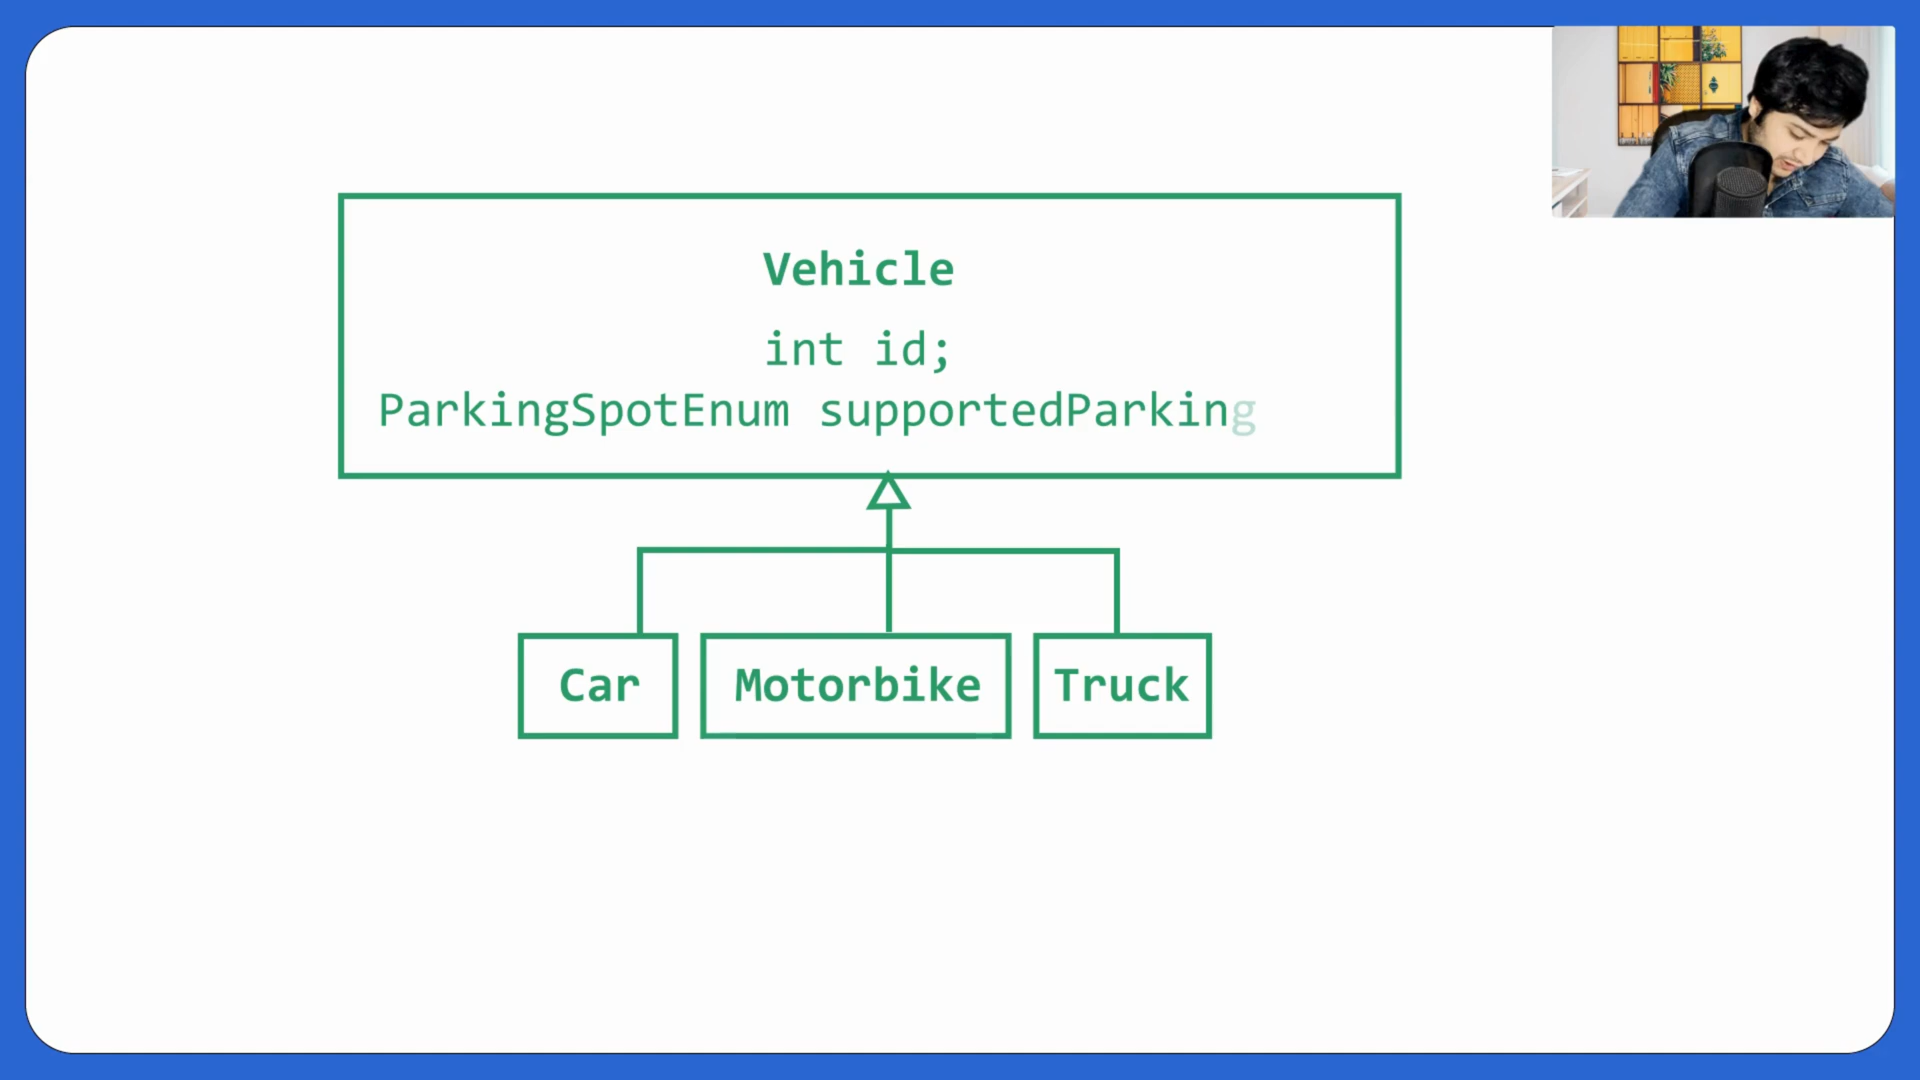 Vehicle
int id;
ParkingSpotEnum supportedParking
Car
Motorbike
Truck